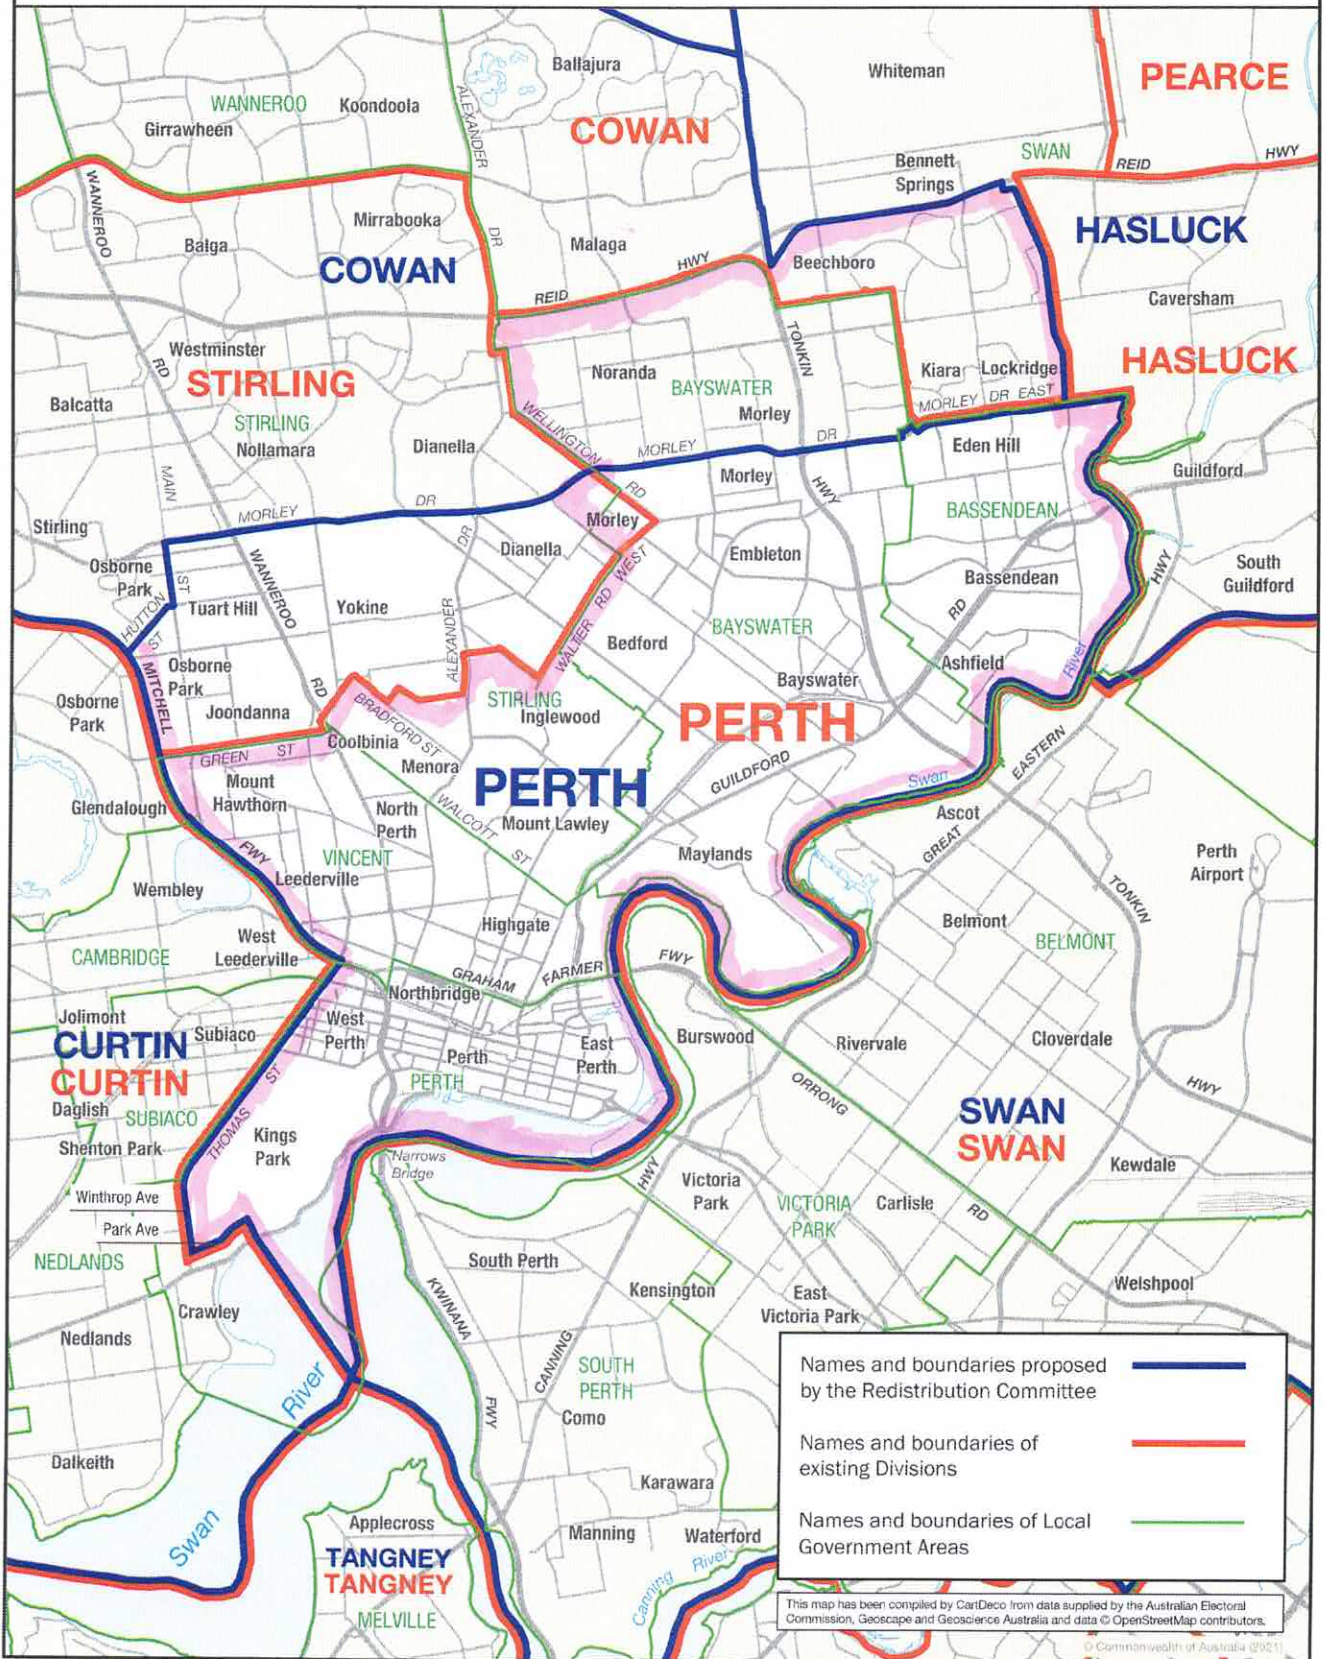 Ballajura
Whiteman
PEARCE
WANNEROO
Koondoola
Girrawheen
ALEXANDER
COWAN
SWAN
Bennett
Springs
REID
HWY
WANNEROO
Mirrabooka
Balga
DR
Malaga
HWY
Beechboro
HASLUCK
COWAN
REID
Caversham
TONKIN
Westminster
RD
STIRLING
Noranda
BAYSWATER
Kiara
Lockridge
HASLUCK
Balcatta
STIRLING
Nollamara
WELLINGTON
Morley
MORLEY DR EAST
Dianella
MORLEY
DR
Eden Hill
MAIN
Morley
Guildford
RD
HWY
DR
MORLEY
Stirling
Morley
BASSENDEAN
DR
Dianella
Embleton
WEST
Osborne
Park
WANNEROO
HWY
South
Guildford
ST
Bassendean
HUTTON
ST
Tuart Hill
Yokine
ALEXANDER
RD
RD
BAYSWATER
Bedford
WALTER
River
Ashfield
Osborne
Park
MITCHELL
RD
Bayswater
Osborne
Park
Joondanna
BRADFORD ST
STIRLING
Inglewood
PERTH
GREEN ST
Coolbinia
Menora
EASTERN
Mount
Hawthorn
PERTH
GUILDFORD
Swan
Glendalough
North
Perth
WALCOTT
ST
Mount Lawley
Ascot
GREAT
FWY
VINCENT
Leederville
Maylands
Perth
Airport
Wembley
TONKIN
Highgate
Belmont
BELMONT
West
Leederville
CAMBRIDGE
GRAHAM
FARMER
FWY
Northbridge
Jolimont
CURTIN
CURTIN
Subiaco
West
Perth
Perth
East
Perth
Burswood
Rivervale
Cloverdale
ST
PERTH
ORRONG
HWY
Daglish
SUBIACO
THOMAS
SWAN
SWAN
Shenton Park
Kings
Park
Narrows
Bridge
HWY
Victoria
Park
Kewdale
Winthrop Ave
VICTORIA
PARK
Carlisle
RD
Park Ave
NEDLANDS
South Perth
Kensington
Welshpool
KWINANA
East
Victoria Park
Crawley
Nedlands
CANNING
River
SOUTH
PERTH
Names and boundaries proposed
by the Redistribution Committee
FWY
Como
Names and boundaries of
existing Divisions
Dalkeith
Karawara
Swan
Applecross
Manning
Waterford
Names and boundaries of Local
Government Areas
TANGNEY
TANGNEY
River
Canning
MELVILLE
This map has been compiled by CartDeco from data supplied by the Australian Electoral
Commission, Geoscape and Geoscience Australia and data © OpenStreetMap contributors.
© Commonwealth of Australia (2021)